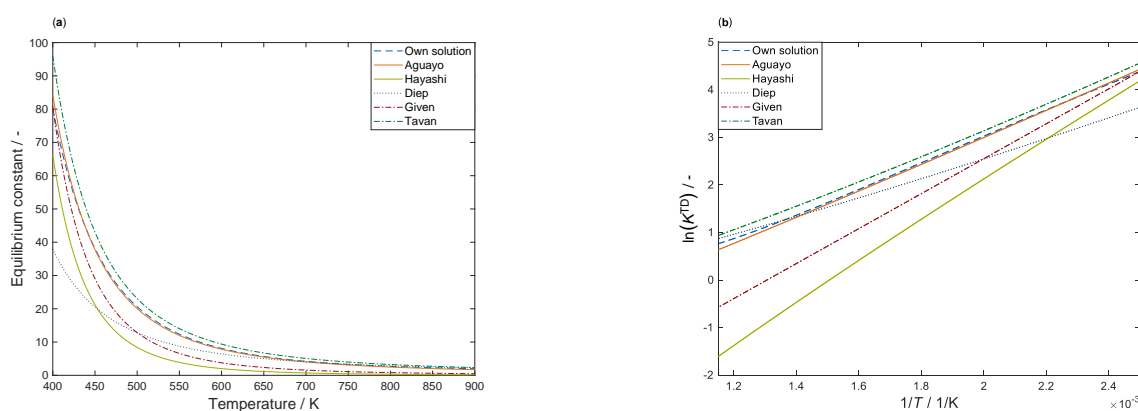 (a)
Equilibrium constant / -
100
90
80
70
60
50
40
30
20
10
0
400 450 500 550 600 650 700 750 800 850 900
Temperature / K
Own solution
Aguayo
Hayashi
Diep
Given
Tavan
(b)
ln(K^TD) / -
5
4
3
2
1
0
-1
-2
1.2 1.4 1.6 1.8 2 2.2 2.4
1/T / 1/K
×10⁻³
Own solution
Aguayo
Hayashi
Diep
Given
Tavan